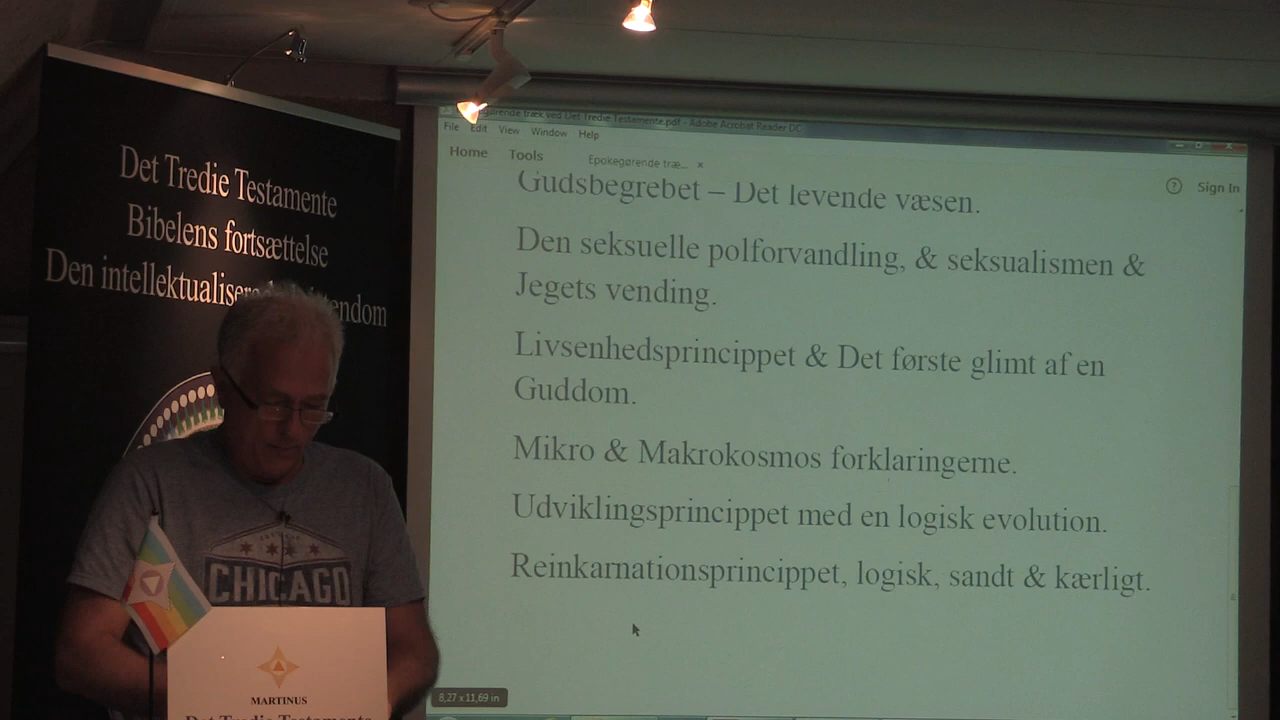 Det Tredie Testamente
Bibelens fortsættelse
Den intellektualiserede
endom
CHICAGO
MARTINUS
Det Tredie Testamente
gørende træk ved Det Tredie Testamente.pdf - Adobe Acrobat Reader DC
File Edit View Window Help
Home Tools Epokegørende træ... ×
? Sign In
Gudsbegrebet – Det levende væsen.
Den seksuelle polforvandling, & seksualismen &
Jegets vending.
Livsenhedsprincippet & Det første glimt af en
Guddom.
Mikro & Makrokosmos forklaringerne.
Udviklingsprincippet med en logisk evolution.
Reinkarnationsprincippet, logisk, sandt & kærligt.
8,27 x 11,69 in